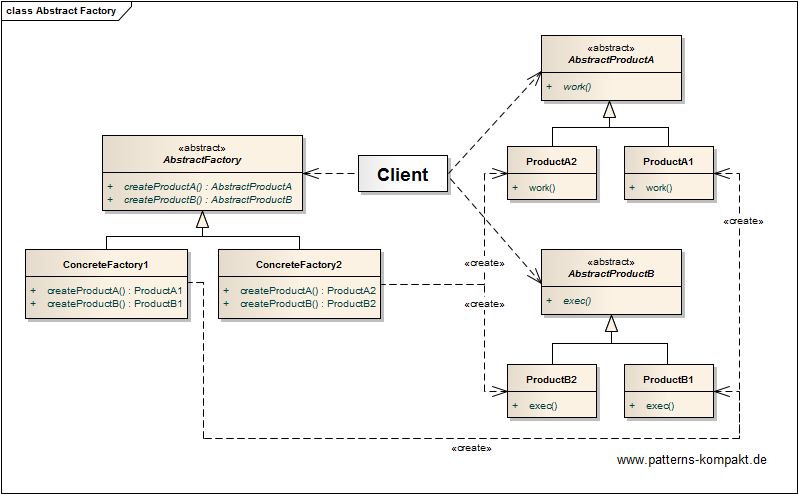 class Abstract Factory
«abstract»
AbstractProductA
+ work()
«abstract»
AbstractFactory
+ createProductA() : AbstractProductA
+ createProductB() : AbstractProductB
Client
ProductA2
+ work()
ProductA1
+ work()
«create»
ConcreteFactory1
+ createProductA() : ProductA1
+ createProductB() : ProductB1
ConcreteFactory2
+ createProductA() : ProductA2
+ createProductB() : ProductB2
«create»
«create»
«abstract»
AbstractProductB
+ exec()
ProductB2
+ exec()
ProductB1
+ exec()
«create»
www.patterns-kompakt.de